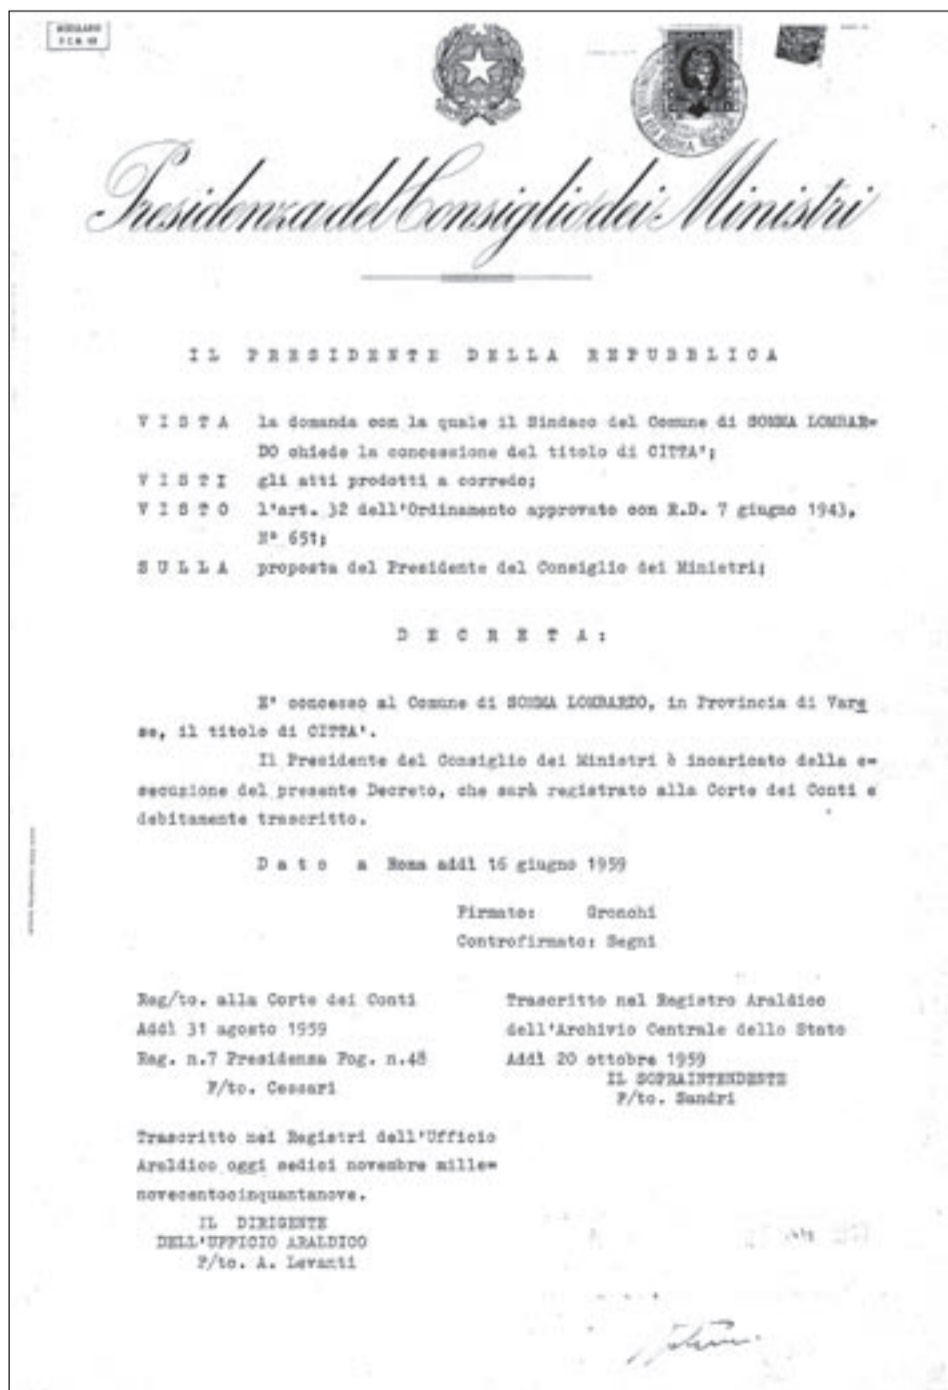 MODULARIO
P.C.M. 
Presidenza del Consiglio dei Ministri
IL PRESIDENTE DELLA REPUBBLICA
VISTA la domanda con la quale il Sindaco del Comune di SOMMA LOMBAR=
DO chiede la concessione del titolo di CITTA';
VISTI gli atti prodotti a corredo;
VISTO l'art. 32 dell'Ordinamento approvato con R.D. 7 giugno 1943,
N° 651;
SULLA proposta del Presidente del Consiglio dei Ministri;
DECRETA:
E' concesso al Comune di SOMMA LOMBARDO, in Provincia di Vare
se, il titolo di CITTA'.
Il Presidente del Consiglio dei Ministri è incaricato della e=
secuzione del presente Decreto, che sarà registrato alla Corte dei Conti e
debitamente trascritto.
Dato a Roma addì 16 giugno 1959
Firmato: Gronchi
Controfirmato: Segni
Reg/to. alla Corte dei Conti
Addì 31 agosto 1959
Reg. n.7 Presidenza Fog. n.48
F/to. Cessari
Trascritto nel Registro Araldico
dell'Archivio Centrale dello Stato
Addì 20 ottobre 1959
IL SOPRAINTENDENTE
F/to. Sandri
Trascritto nei Registri dell'Ufficio
Araldico oggi sedici novembre mille=
novecentocinquantanove.
IL DIRIGENTE
DELL'UFFICIO ARALDICO
F/to. A. Levanti